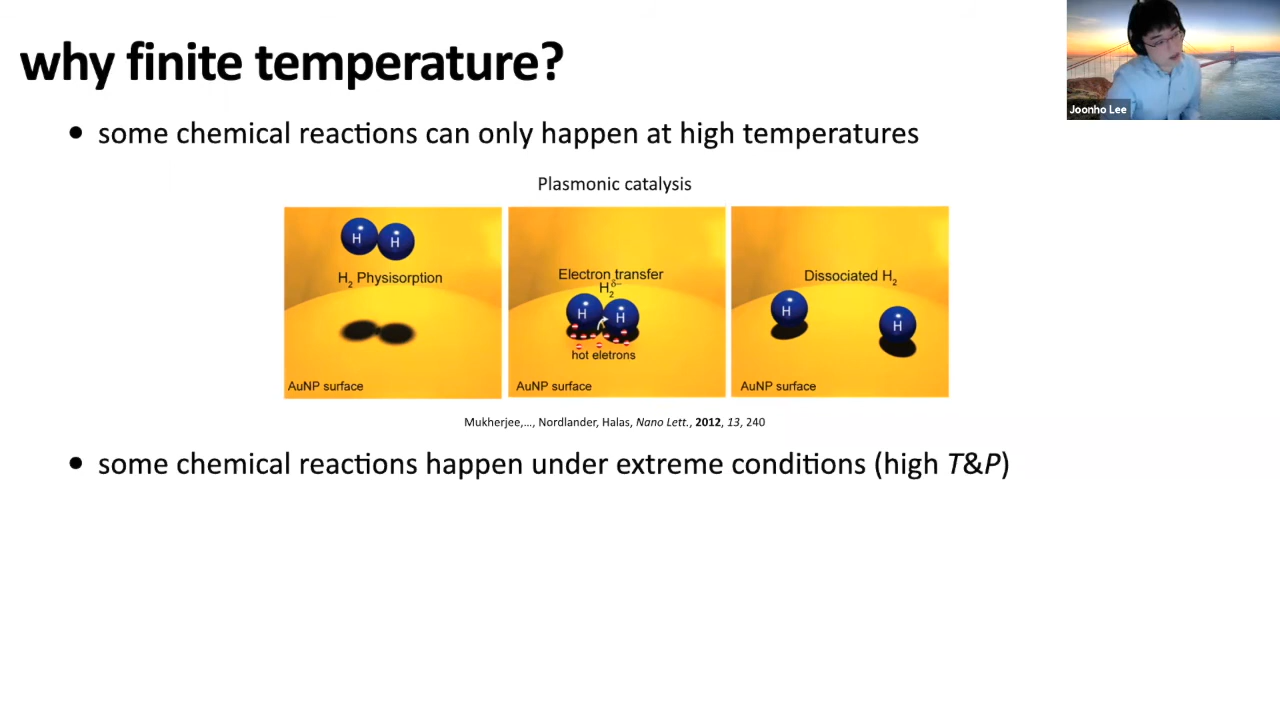 why finite temperature?
Joonho Lee
• some chemical reactions can only happen at high temperatures
Plasmonic catalysis
H H
H₂ Physisorption
AuNP surface
Electron transfer
H₂^δ−
H H
hot eletrons
AuNP surface
Dissociated H₂
H
H
AuNP surface
Mukherjee,..., Nordlander, Halas, Nano Lett., 2012, 13, 240
• some chemical reactions happen under extreme conditions (high T&P)